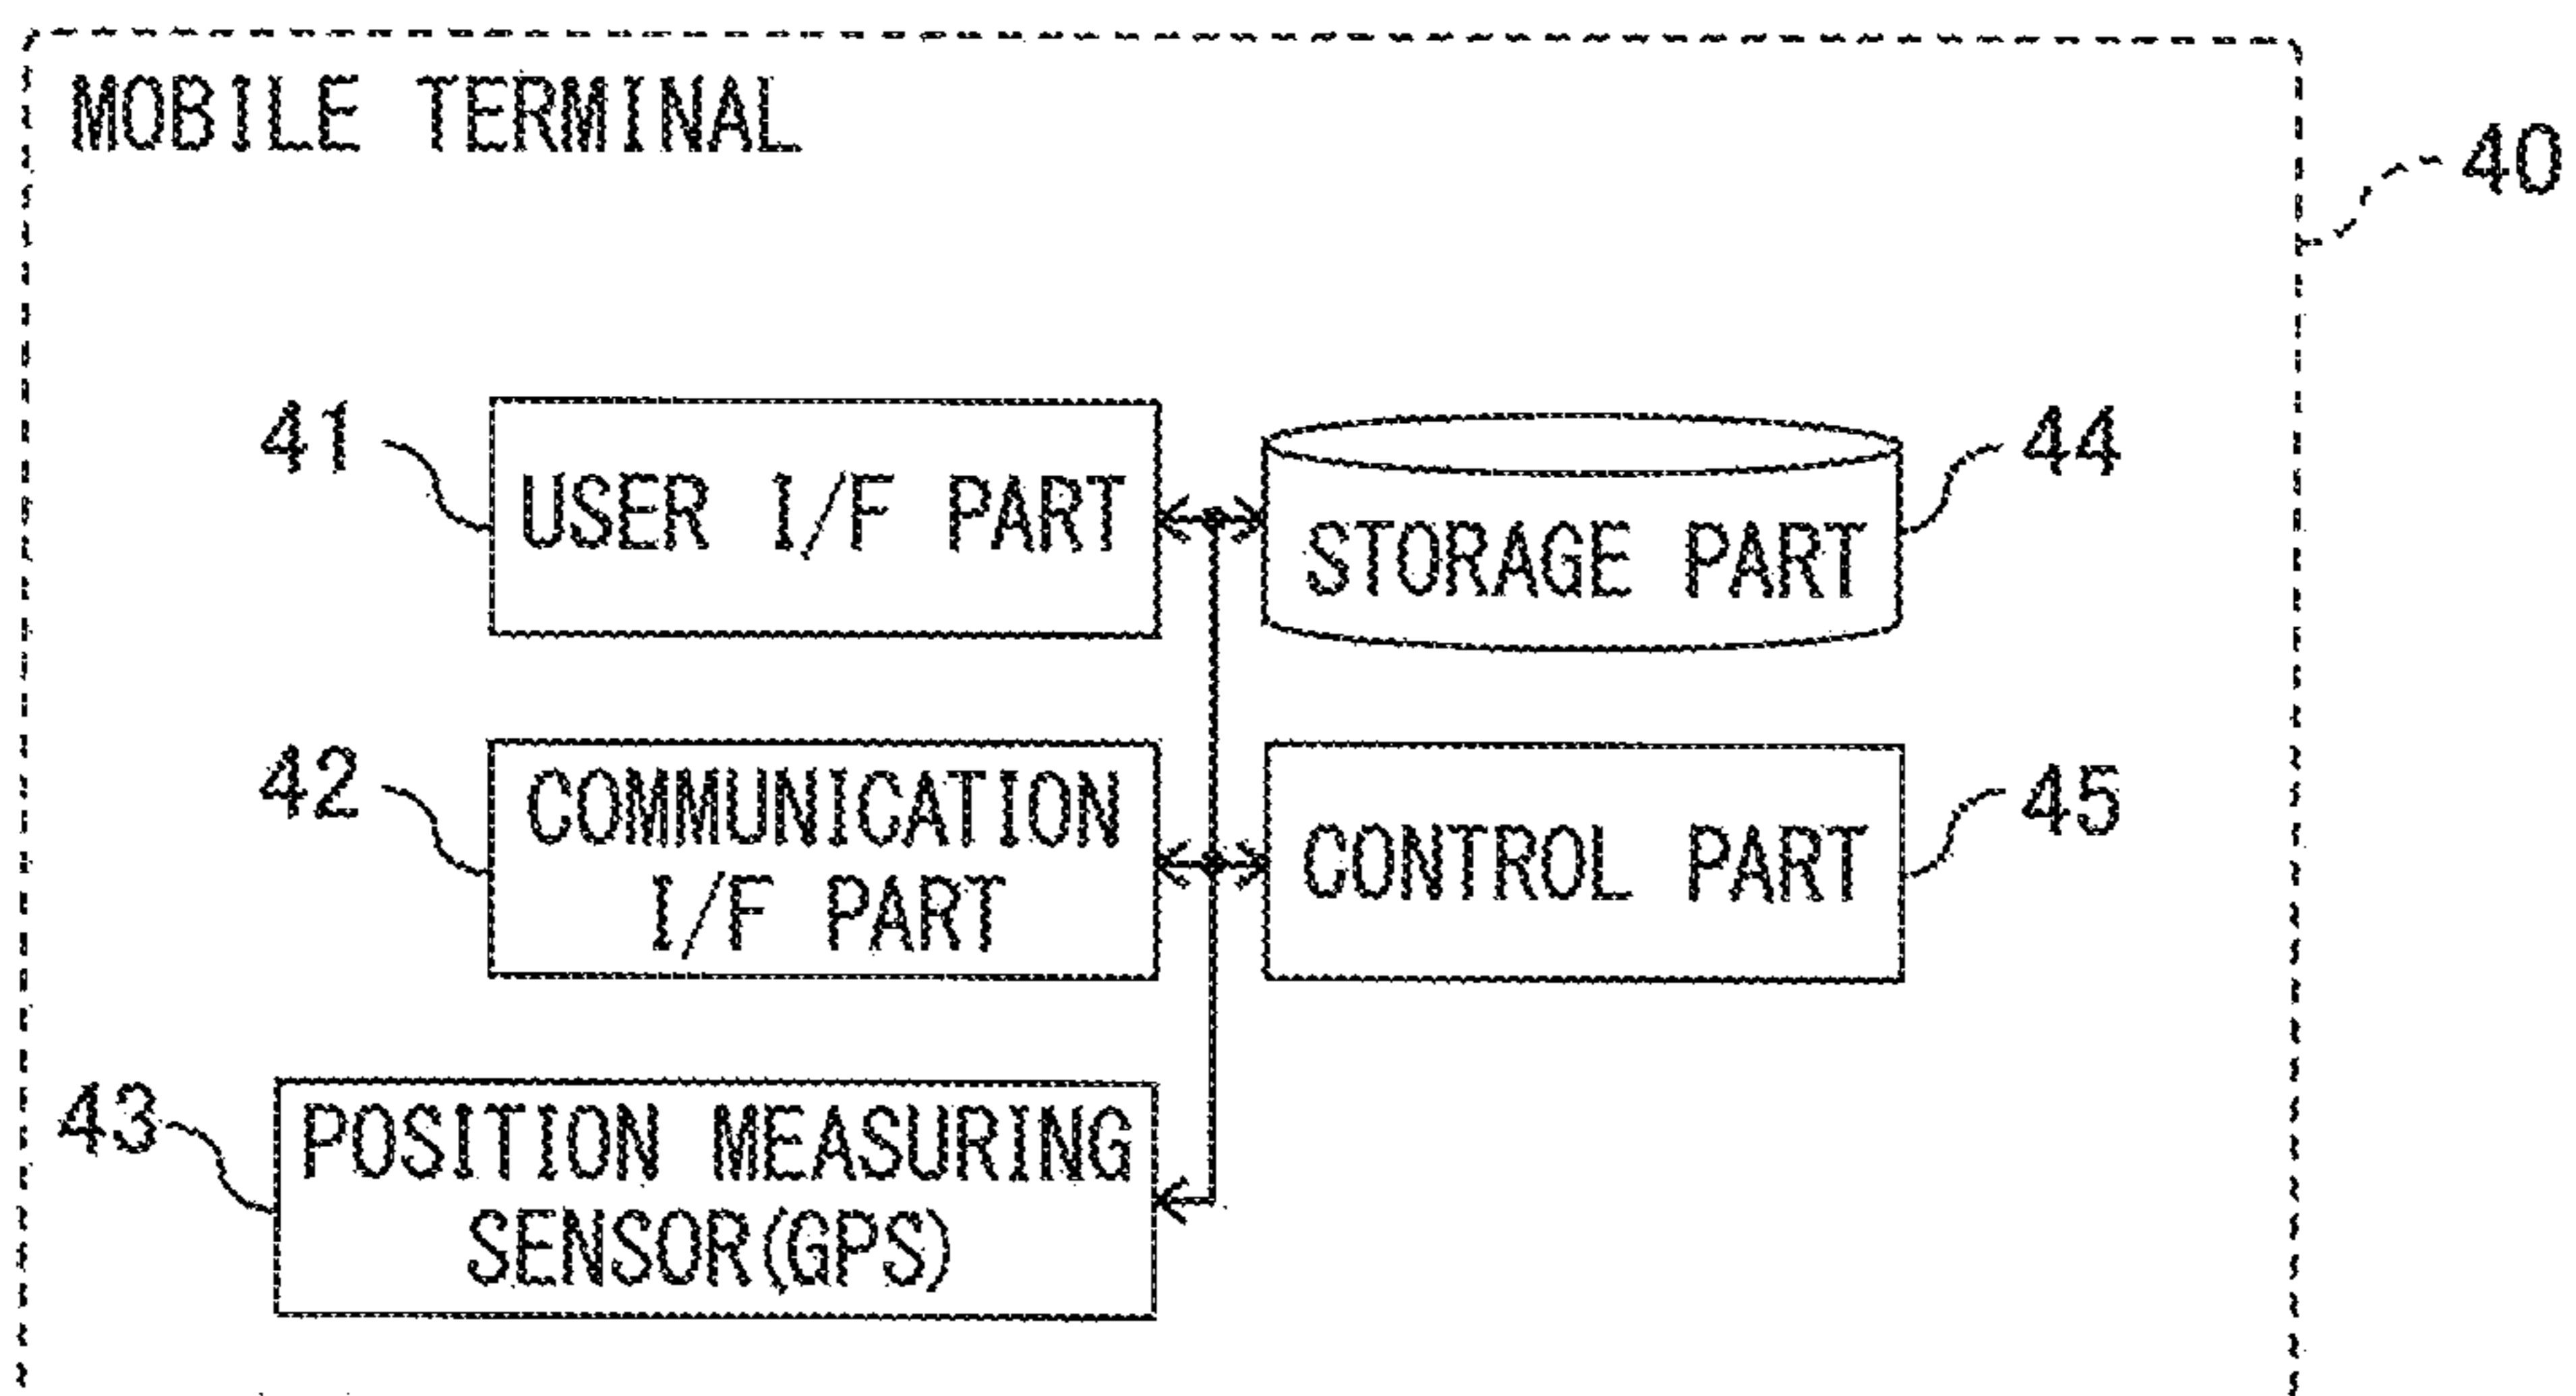 MOBILE TERMINAL
40
41
USER I/F PART
44
STORAGE PART
42
COMMUNICATION
I/F PART
45
CONTROL PART
43
POSITION MEASURING
SENSOR(GPS)